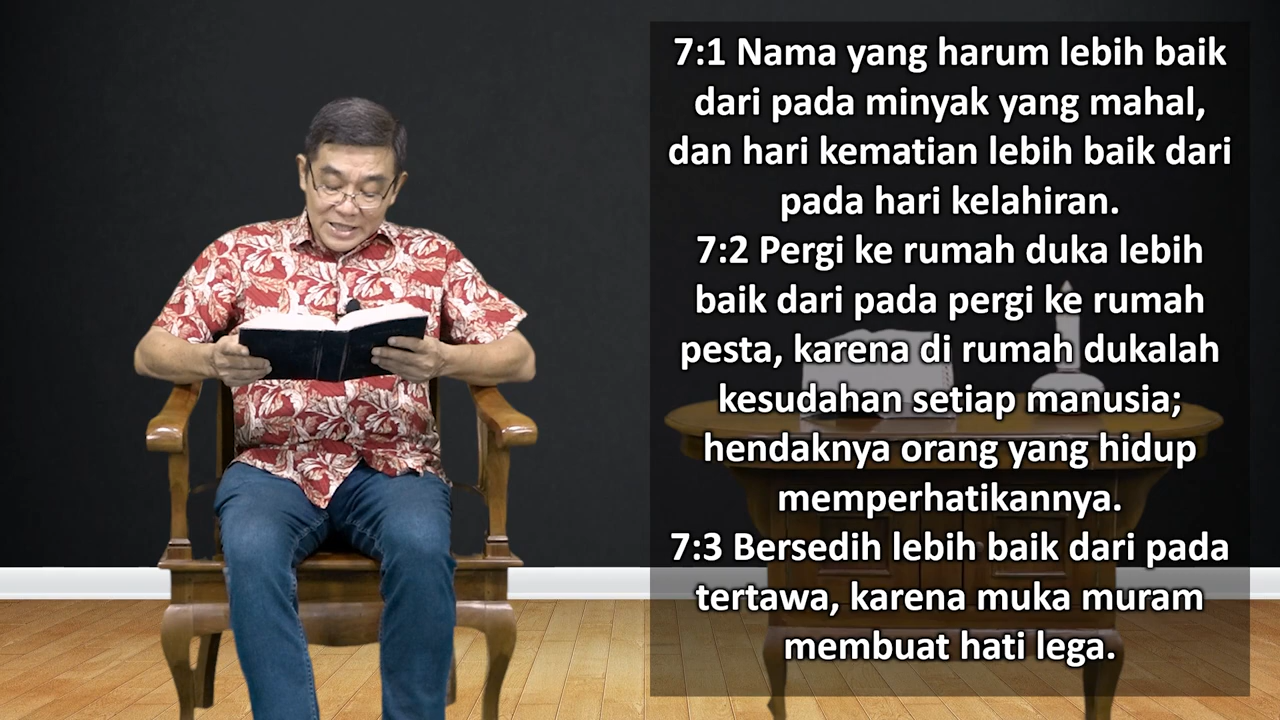 7:1 Nama yang harum lebih baik
dari pada minyak yang mahal,
dan hari kematian lebih baik dari
pada hari kelahiran.
7:2 Pergi ke rumah duka lebih
baik dari pada pergi ke rumah
pesta, karena di rumah dukalah
kesudahan setiap manusia;
hendaknya orang yang hidup
memperhatikannya.
7:3 Bersedih lebih baik dari pada
tertawa, karena muka muram
membuat hati lega.